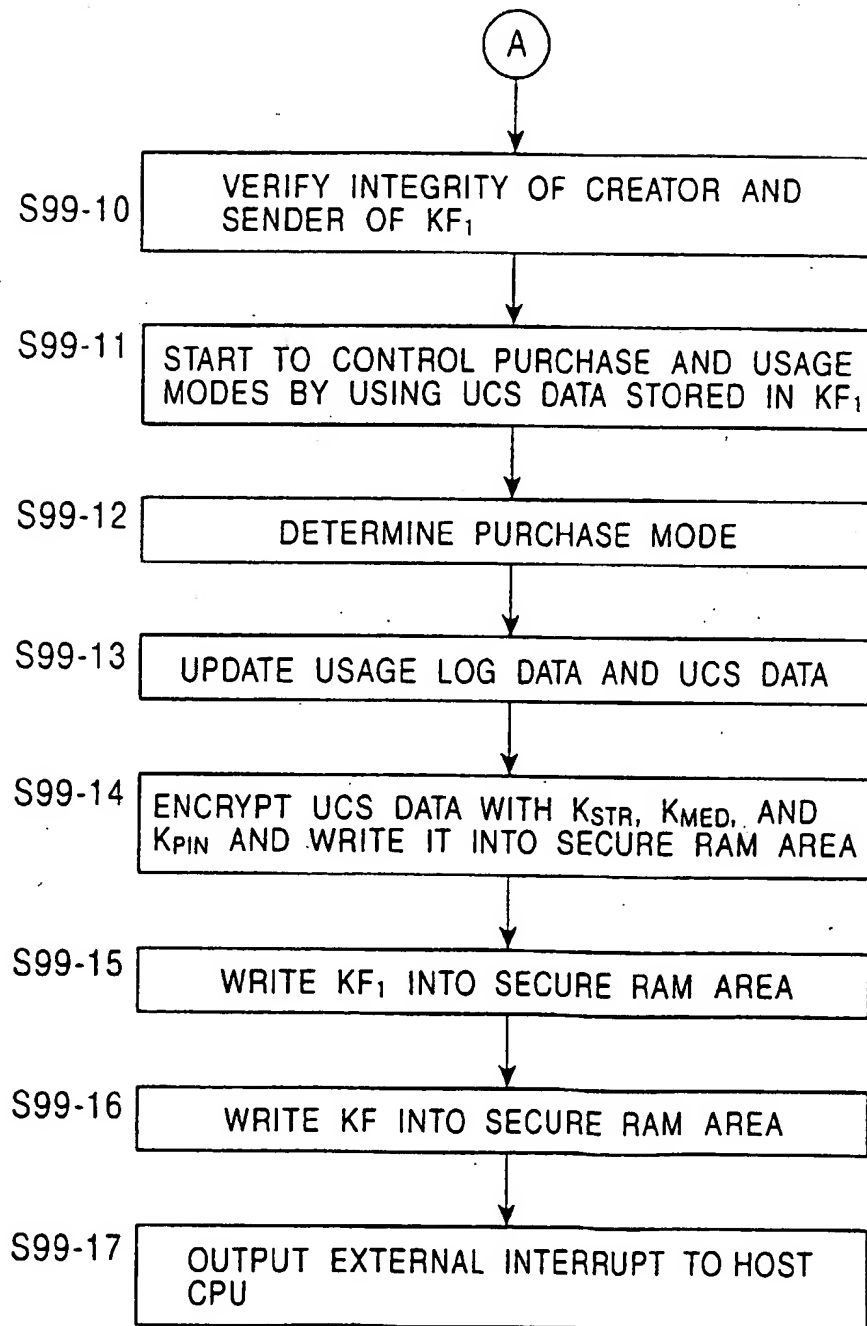 A
S99-10
VERIFY INTEGRITY OF CREATOR AND
SENDER OF KF₁
S99-11
START TO CONTROL PURCHASE AND USAGE
MODES BY USING UCS DATA STORED IN KF₁
S99-12
DETERMINE PURCHASE MODE
S99-13
UPDATE USAGE LOG DATA AND UCS DATA
S99-14
ENCRYPT UCS DATA WITH KSTR, KMED, AND
KPIN AND WRITE IT INTO SECURE RAM AREA
S99-15
WRITE KF₁ INTO SECURE RAM AREA
S99-16
WRITE KF INTO SECURE RAM AREA
S99-17
OUTPUT EXTERNAL INTERRUPT TO HOST
CPU